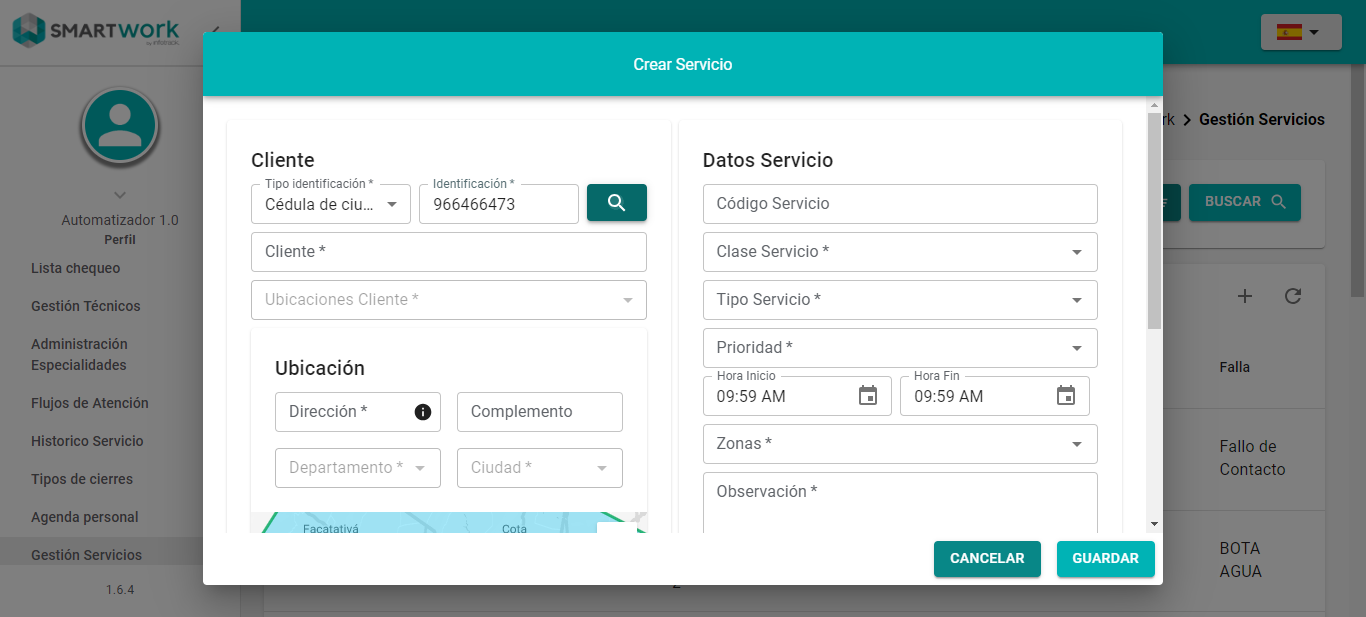 SMARTWORK
by infotrack
Automatizador 1.0
Perfil
Lista chequeo
Gestión Técnicos
Administración
Especialidades
Flujos de Atención
Historico Servicio
Tipos de cierres
Agenda personal
Gestión Servicios
1.6.4
Crear Servicio
Cliente
Tipo identificación *
Cédula de ciu...
Identificación *
966466473
Cliente *
Ubicaciones Cliente *
Ubicación
Dirección *
Complemento
Departamento *
Ciudad *
Facatativá
Cota
Datos Servicio
Código Servicio
Clase Servicio *
Tipo Servicio *
Prioridad *
Hora Inicio
09:59 AM
Hora Fin
09:59 AM
Zonas *
Observación *
CANCELAR
GUARDAR
rk > Gestión Servicios
BUSCAR
Falla
Fallo de
Contacto
BOTA
AGUA